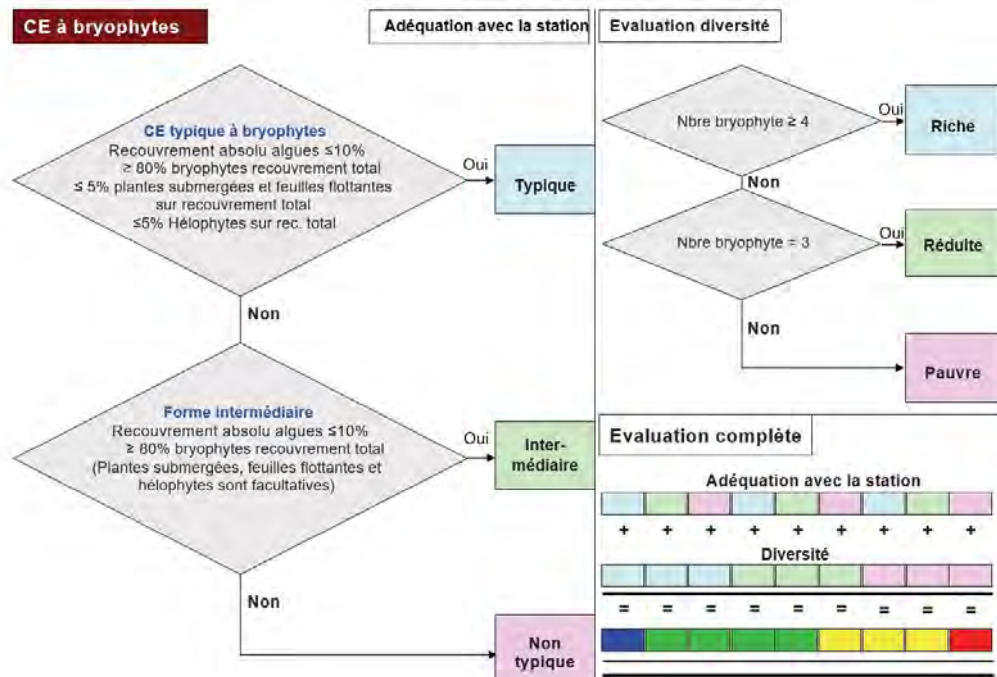 CE à bryophytes
Adéquation avec la station
CE typique à bryophytes
Recouvrement absolu algues ≤10%
≥ 80% bryophytes recouvrement total
≤ 5% plantes submergées et feuilles flottantes
sur recouvrement total
≤5% Hélophytes sur rec. total
Oui
Typique
Non
Forme intermédiaire
Recouvrement absolu algues ≤10%
≥ 80% bryophytes recouvrement total
(Plantes submergées, feuilles flottantes et
hélophytes sont facultatives)
Oui
Inter-
médiaire
Non
Non
typique
Evaluation diversité
Nbre bryophyte ≥ 4
Oui
Riche
Non
Nbre bryophyte = 3
Oui
Réduite
Non
Pauvre
Evaluation complète
Adéquation avec la station
+ + + + + + + + +
Diversité
= = = = = = = = =